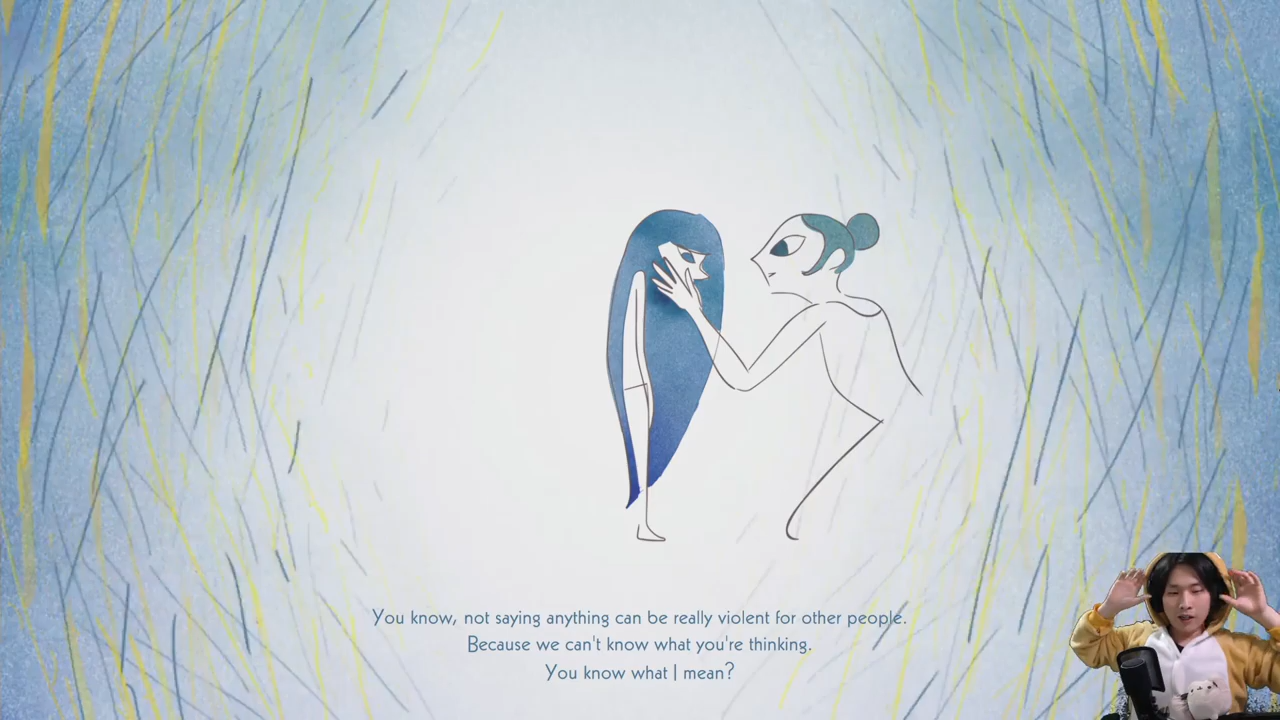 You know, not saying anything can be really violent for other people.
Because we can't know what you're thinking.
You know what I mean?